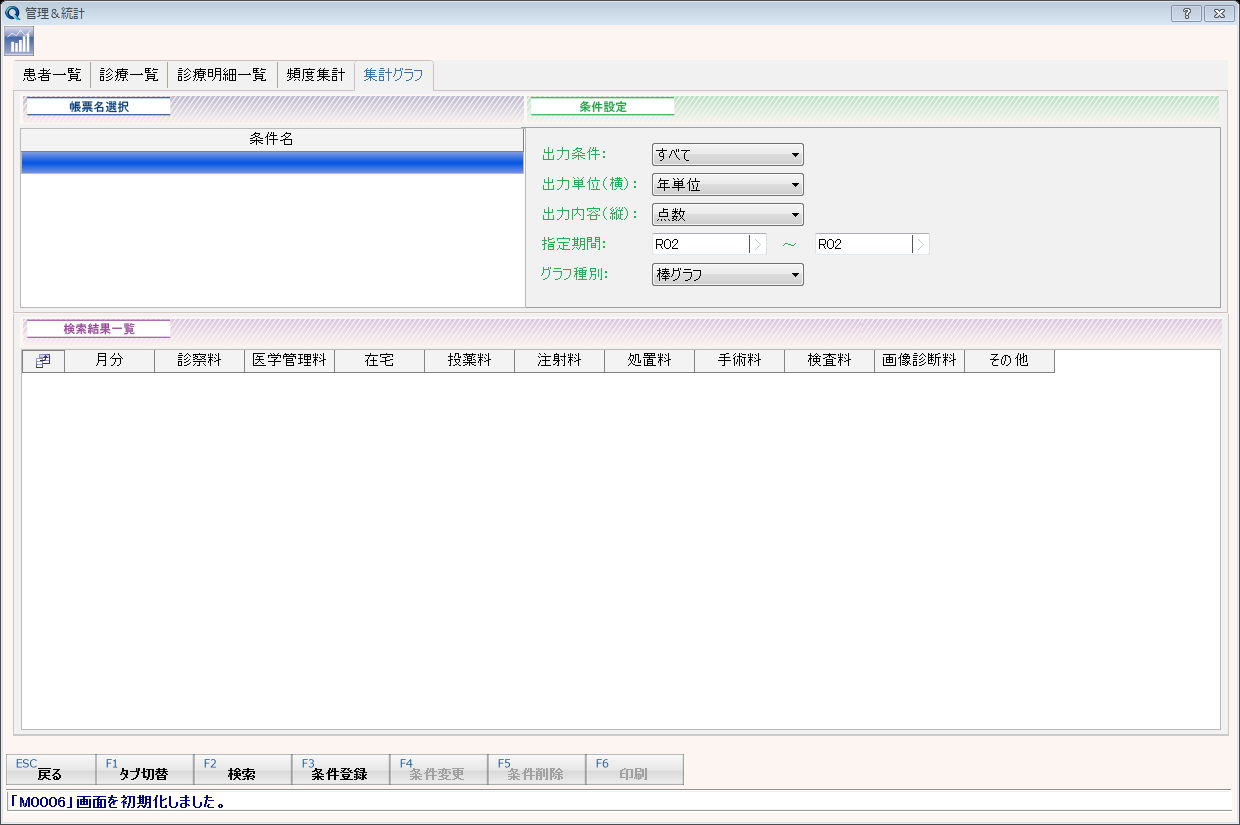 管理&統計
患者一覧 診療一覧 診療明細一覧 頻度集計 集計グラフ
帳票名選択
条件名
条件設定
出力条件: すべて
出力単位(横): 年単位
出力内容(縦): 点数
指定期間: R02 ~ R02
グラフ種別: 棒グラフ
検索結果一覧
月分 診察料 医学管理料 在宅 投薬料 注射料 処置料 手術料 検査料 画像診断料 その他
ESC 戻る F1 タブ切替 F2 検索 F3 条件登録 F4 条件変更 F5 条件削除 F6 印刷
「M0006」画面を初期化しました。